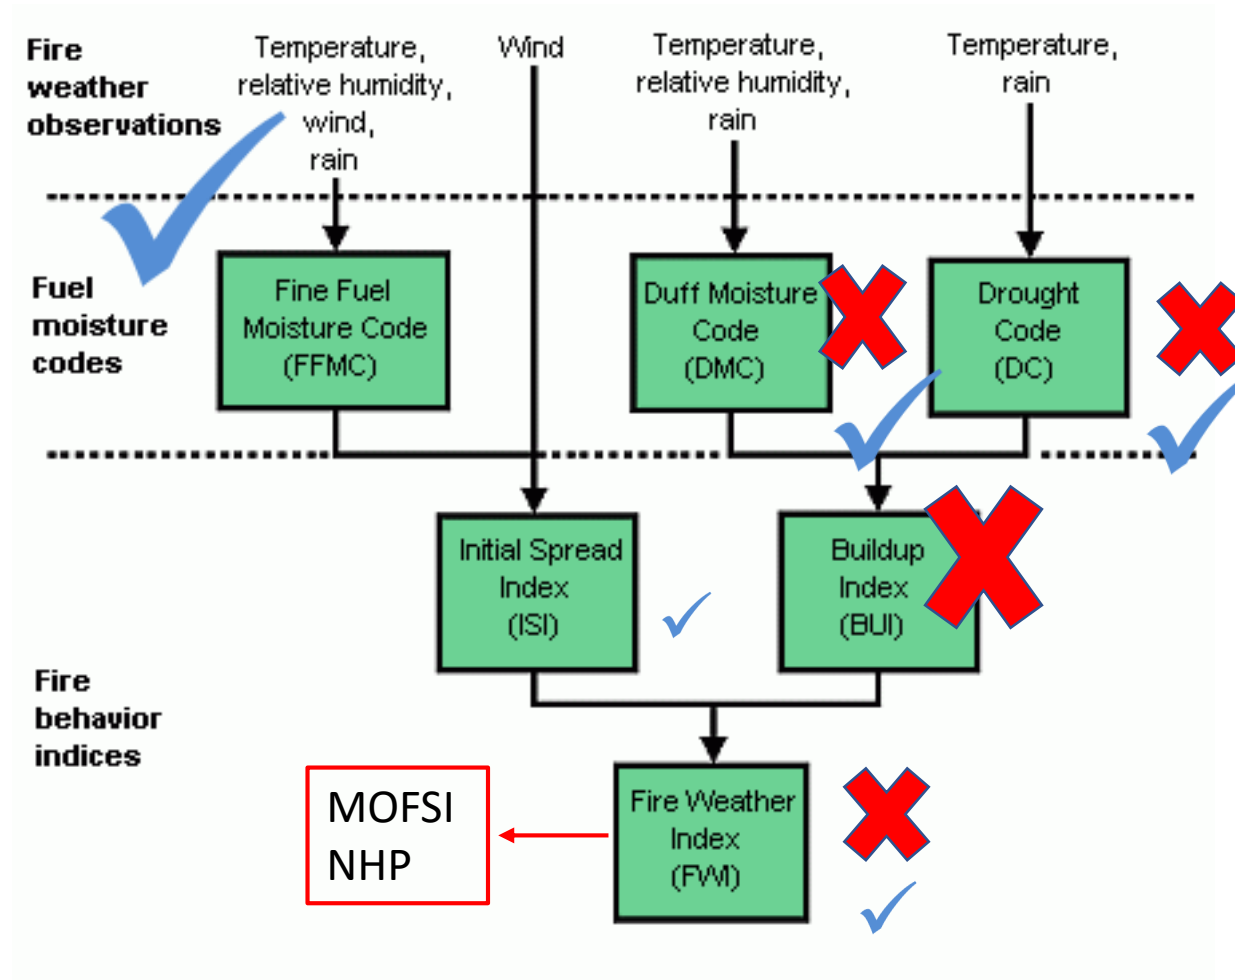 Fire
weather
observations
Temperature,
relative humidity,
wind,
rain
Wind
Temperature,
relative humidity,
rain
Temperature,
rain
Fuel
moisture
codes
Fine Fuel
Moisture Code
(FFMC)
Duff Moisture
Code
(DMC)
Drought
Code
(DC)
Fire
behavior
indices
Initial Spread
Index
(ISI)
Buildup
Index
(BUI)
MOFSI
NHP
Fire Weather
Index
(FWI)